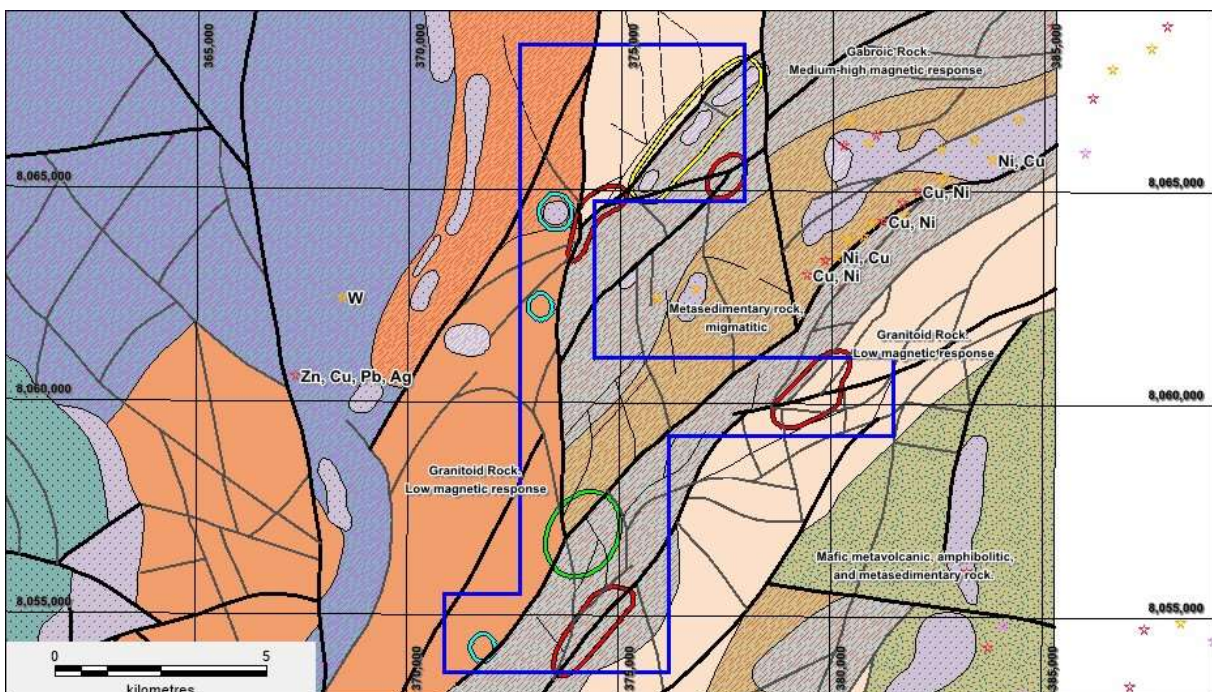 365,000
370,000
375,000
385,000
Gabroic Rock.
Medium-high magnetic response
Ni, Cu
8,065,000
8,065,000
Cu, Ni
Cu, Ni
Ni, Cu
Cu, Ni
W
Metasedimentary rock,
migmatitic
Granitoid Rock.
Low magnetic response
Zn, Cu, Pb, Ag
8,060,000
8,060,000
Granitoid Rock.
Low magnetic response
Mafic metavolcanic, amphibolitic,
and metasedimentary rock.
8,055,000
8,055,000
0 5
kilometres
370,000
375,000
380,000
385,000